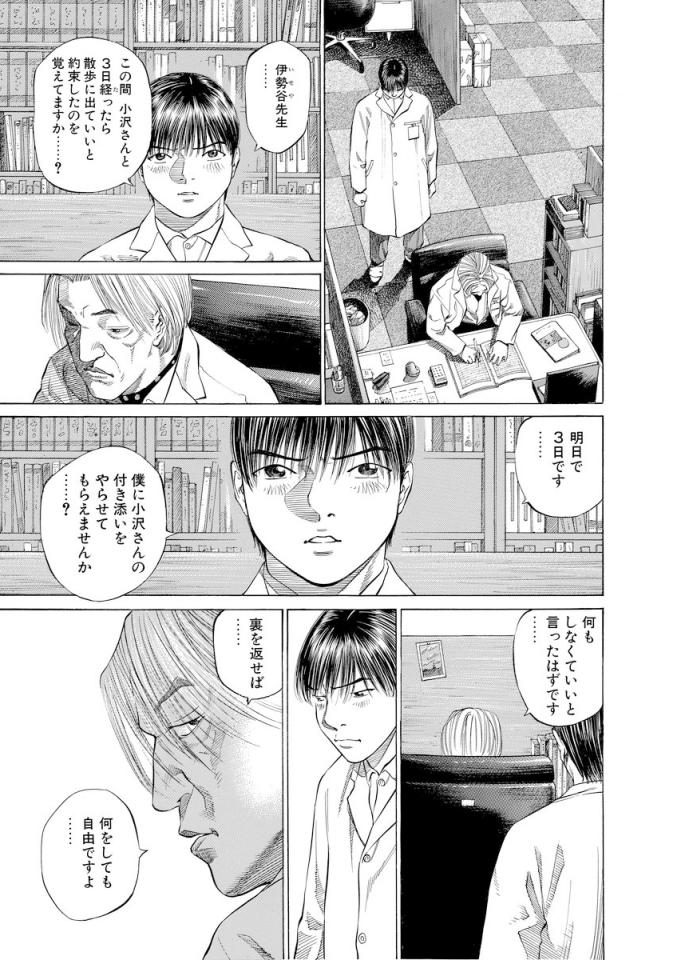 伊勢谷先生
いせや
……
この間 小沢さんと
3日経ったら
た
散歩に出ていいと
約束したのを
覚えてますか……?
明日で
3日です
……
僕に小沢さんの
付き添いを
やらせて
もらえませんか
……?
何も
しなくていいと
言ったはずです
……
裏を返せば
……
何をしても
自由ですよ
……